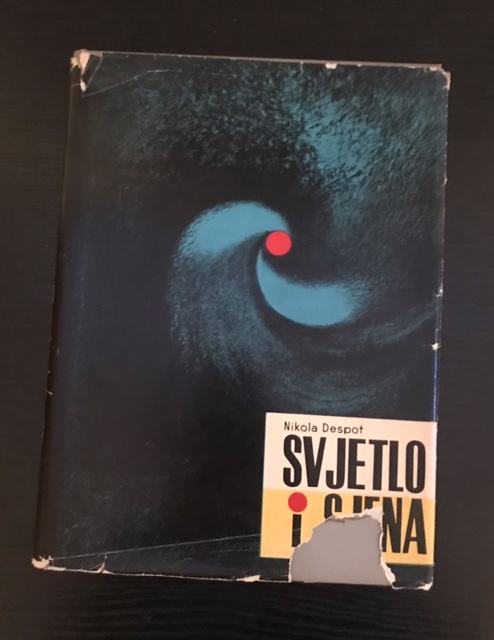 Nikola Despot
SVJETLO
i SJENA